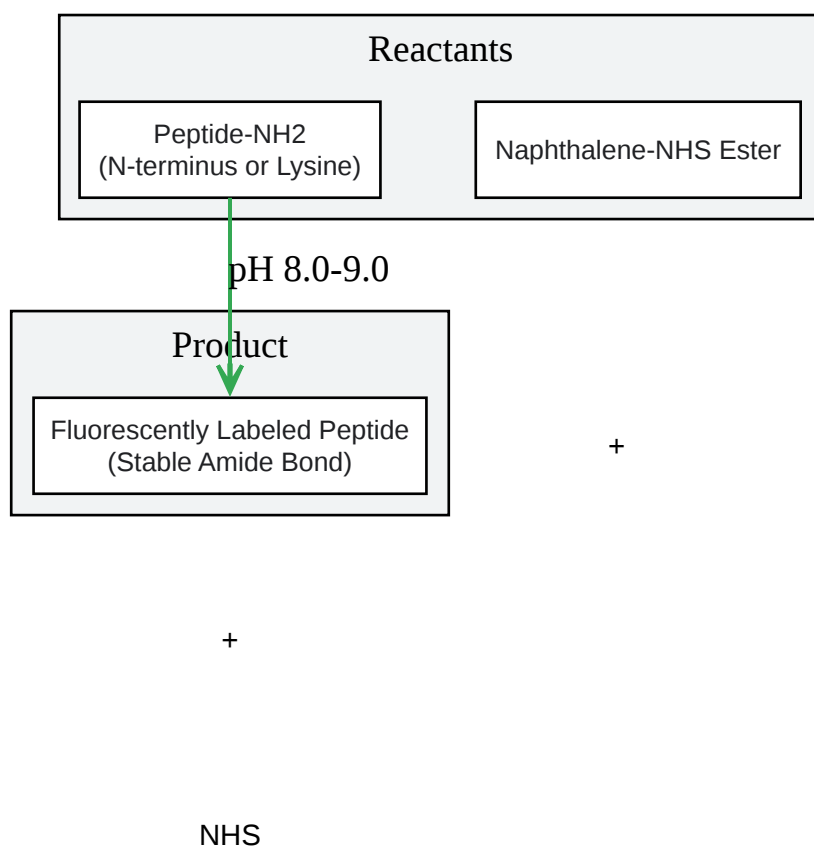 Reactants
Peptide-NH2
(N-terminus or Lysine)
Naphthalene-NHS Ester
pH 8.0-9.0
Product
Fluorescently Labeled Peptide
(Stable Amide Bond)
+
+
NHS